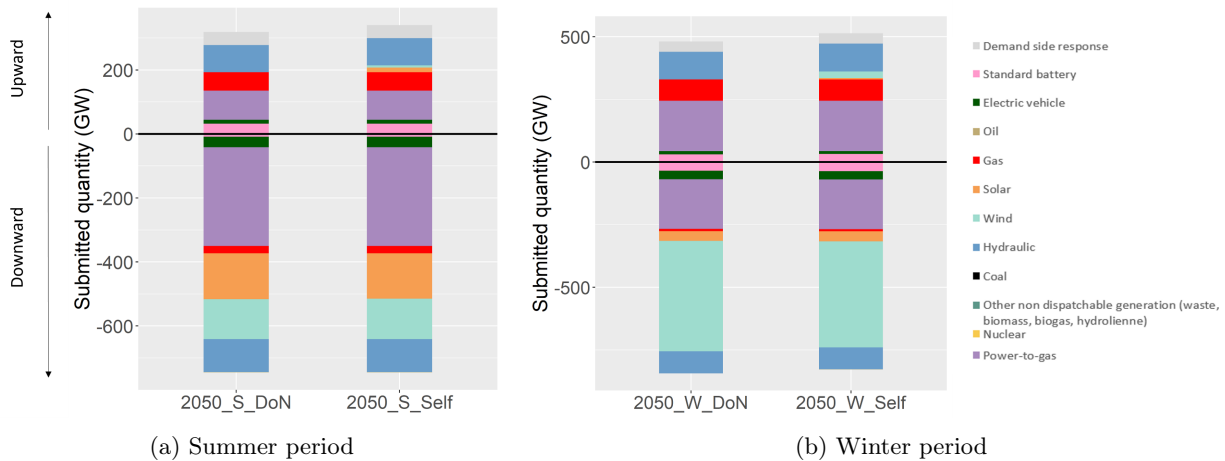 Upward
Downward
Submitted quantity (GW)
200
0
-200
-400
-600
2050_S_DoN
2050_S_Self
(a) Summer period
Submitted quantity (GW)
500
0
-500
2050_W_DoN
2050_W_Self
(b) Winter period
Demand side response
Standard battery
Electric vehicle
Oil
Gas
Solar
Wind
Hydraulic
Coal
Other non dispatchable generation (waste,
biomass, biogas, hydrolienne)
Nuclear
Power-to-gas